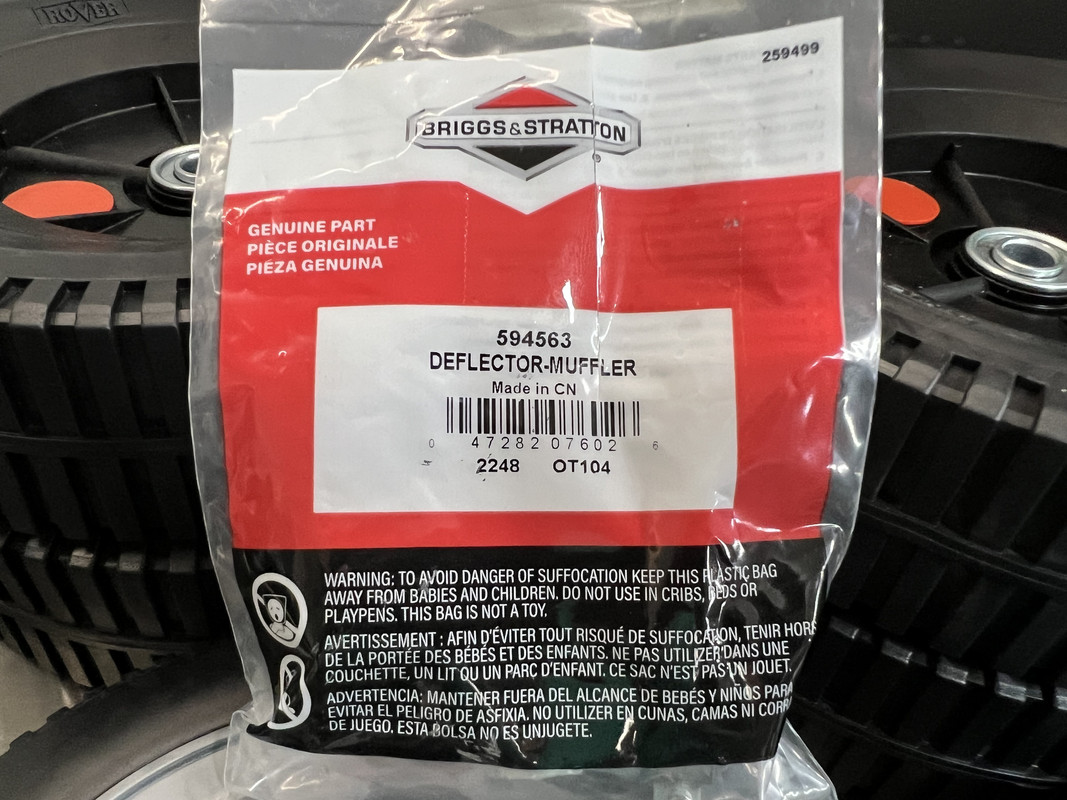 ROVER
259499
BRIGGS & STRATTON
®
GENUINE PART
PIÈCE ORIGINALE
PIÉZA GENUINA
594563
DEFLECTOR-MUFFLER
Made in CN
0 47282 07602 6
2248 OT104
WARNING: TO AVOID DANGER OF SUFFOCATION KEEP THIS PLASTIC BAG
AWAY FROM BABIES AND CHILDREN. DO NOT USE IN CRIBS, BEDS OR
PLAYPENS. THIS BAG IS NOT A TOY.
AVERTISSEMENT : AFIN D'ÉVITER TOUT RISQUÉ DE SUFFOCATION, TENIR HORS
DE LA PORTÉE DES BÉBÉS ET DES ENFANTS. NE PAS UTILIZER DANS UNE
COUCHETTE, UN LIT OU UN PARC D'ENFANT. CE SAC N'EST PAS UN JOUET.
ADVERTENCIA: MANTENER FUERA DEL ALCANCE DE BEBÉS Y NIÑOS PARA
EVITAR EL PELIGRO DE ASFIXIA. NO UTILIZER EN CUNAS, CAMAS NI CORR
DE JUEGO. ESTA BOLSA NO ES UNJUGETE.